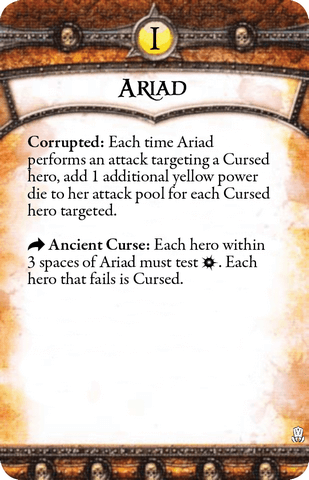 I
ARIAD
Corrupted: Each time Ariad
performs an attack targeting a Cursed
hero, add 1 additional yellow power
die to her attack pool for each Cursed
hero targeted.
Ancient Curse: Each hero within
3 spaces of Ariad must test . Each
hero that fails is Cursed.